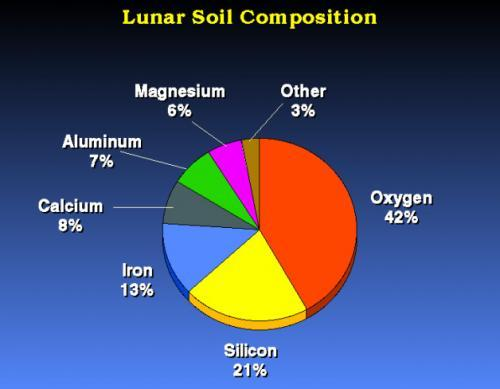 Lunar Soil Composition
Magnesium
6%
Other
3%
Aluminum
7%
Calcium
8%
Oxygen
42%
Iron
13%
Silicon
21%